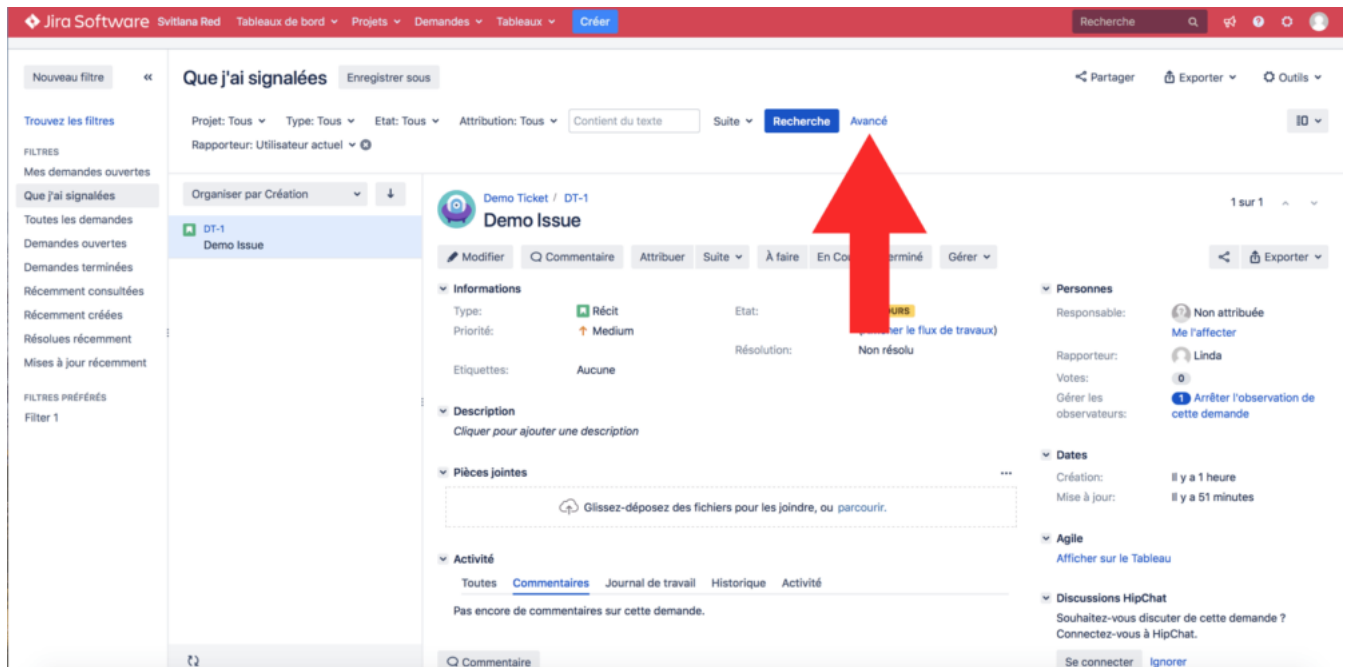 Jira Software Svitlana Red Tableaux de bord Projets Demandes Tableaux Créer Recherche
Nouveau filtre «
Que j'ai signalées Enregistrer sous Partager Exporter Outils
Trouvez les filtres
FILTRES
Mes demandes ouvertes
Que j'ai signalées
Toutes les demandes
Demandes ouvertes
Demandes terminées
Récemment consultées
Récemment créées
Résolues récemment
Mises à jour récemment
FILTRES PRÉFÉRÉS
Filter 1
Projet: Tous Type: Tous Etat: Tous Attribution: Tous Contient du texte Suite Recherche Avancé
Rapporteur: Utilisateur actuel
Organiser par Création
DT-1
Demo Issue
Demo Ticket / DT-1
Demo Issue
1 sur 1
Modifier Commentaire Attribuer Suite À faire En Cou erminé Gérer Exporter
Informations
Type: Récit Etat: OURS
Priorité: Medium her le flux de travaux)
Résolution: Non résolu
Etiquettes: Aucune
Description
Cliquer pour ajouter une description
Pièces jointes ...
Glissez-déposez des fichiers pour les joindre, ou parcourir.
Activité
Toutes Commentaires Journal de travail Historique Activité
Pas encore de commentaires sur cette demande.
Commentaire
Personnes
Responsable: Non attribuée
Me l'affecter
Rapporteur: Linda
Votes: 0
Gérer les 1 Arrêter l'observation de
observateurs: cette demande
Dates
Création: Il y a 1 heure
Mise à jour: Il y a 51 minutes
Agile
Afficher sur le Tableau
Discussions HipChat
Souhaitez-vous discuter de cette demande ?
Connectez-vous à HipChat.
Se connecter Ignorer